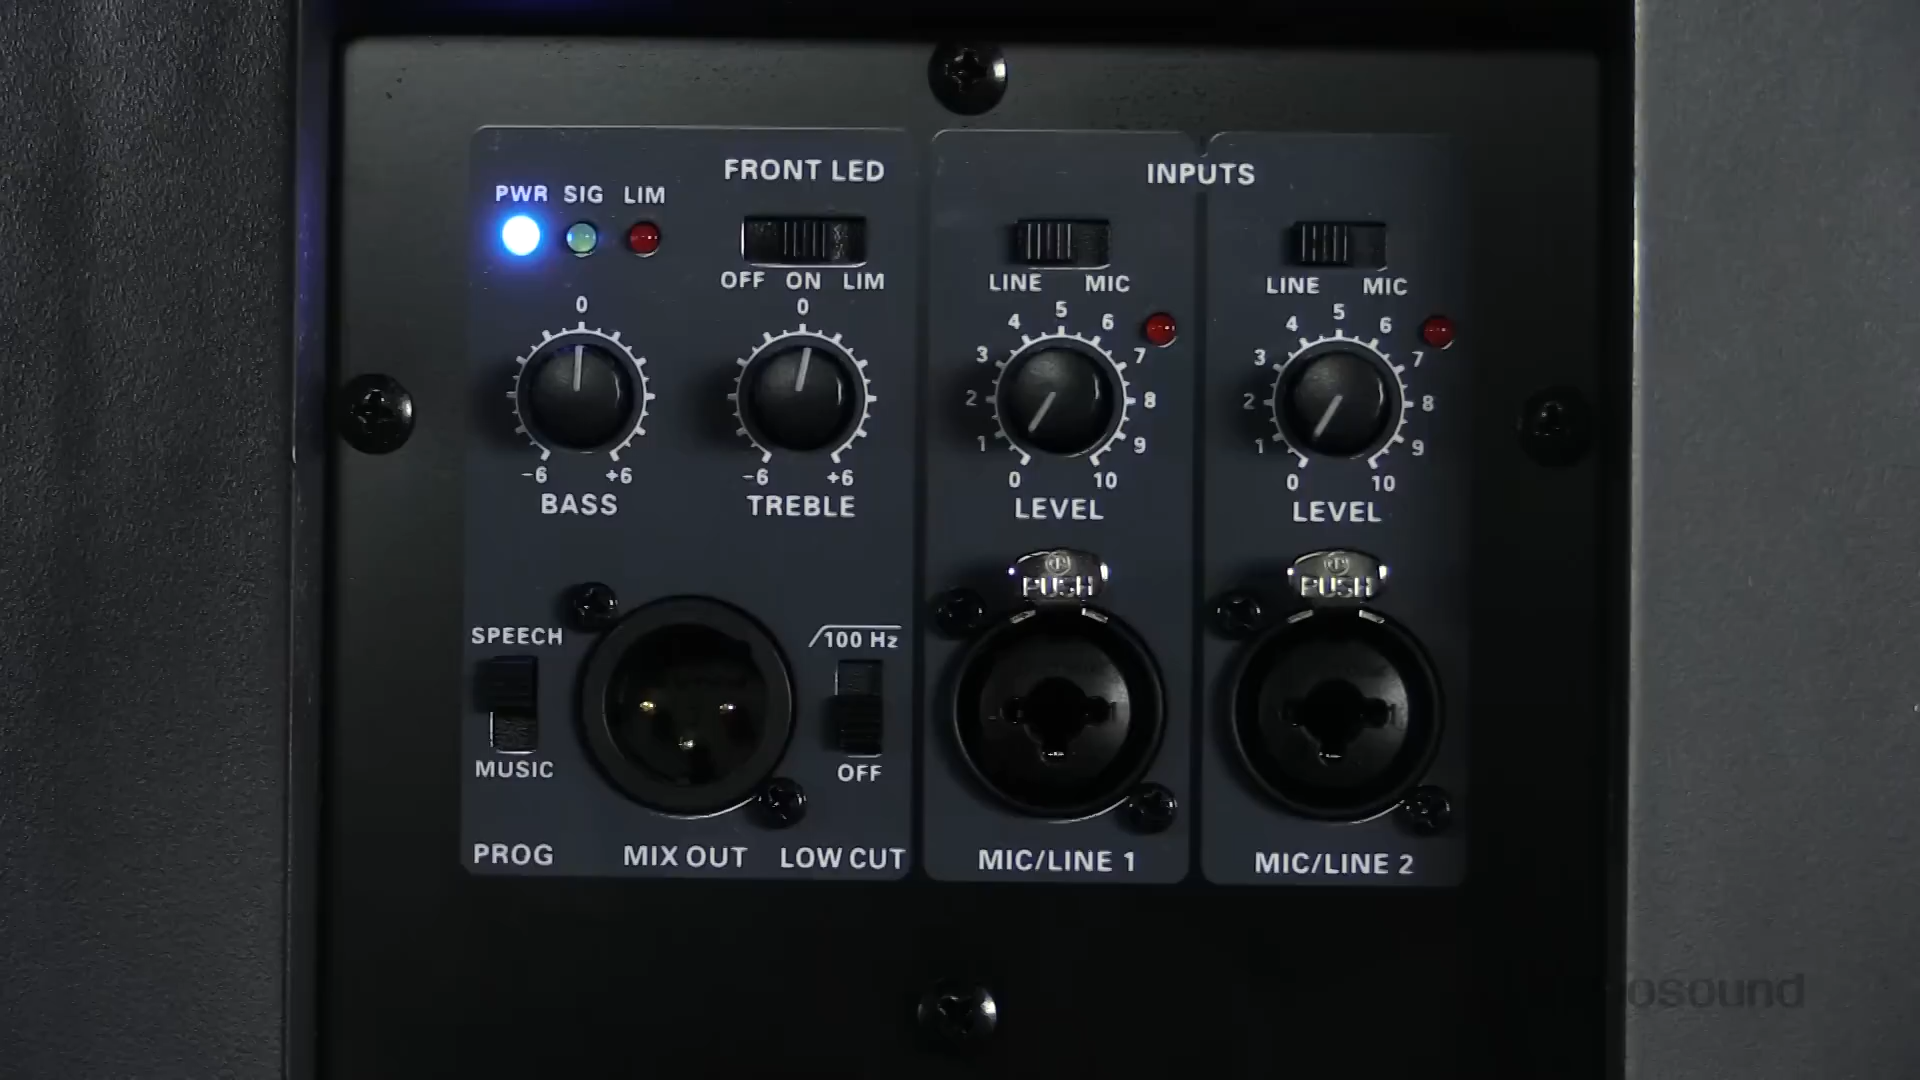 PWR SIG LIM
FRONT LED
OFF ON LIM
0
-6 +6
BASS
0
-6 +6
TREBLE
SPEECH
MUSIC
PROG
MIX OUT
100 Hz
OFF
LOW CUT
INPUTS
LINE MIC
0 1 2 3 4 5 6 7 8 9 10
LEVEL
PUSH
MIC/LINE 1
LINE MIC
0 1 2 3 4 5 6 7 8 9 10
LEVEL
PUSH
MIC/LINE 2